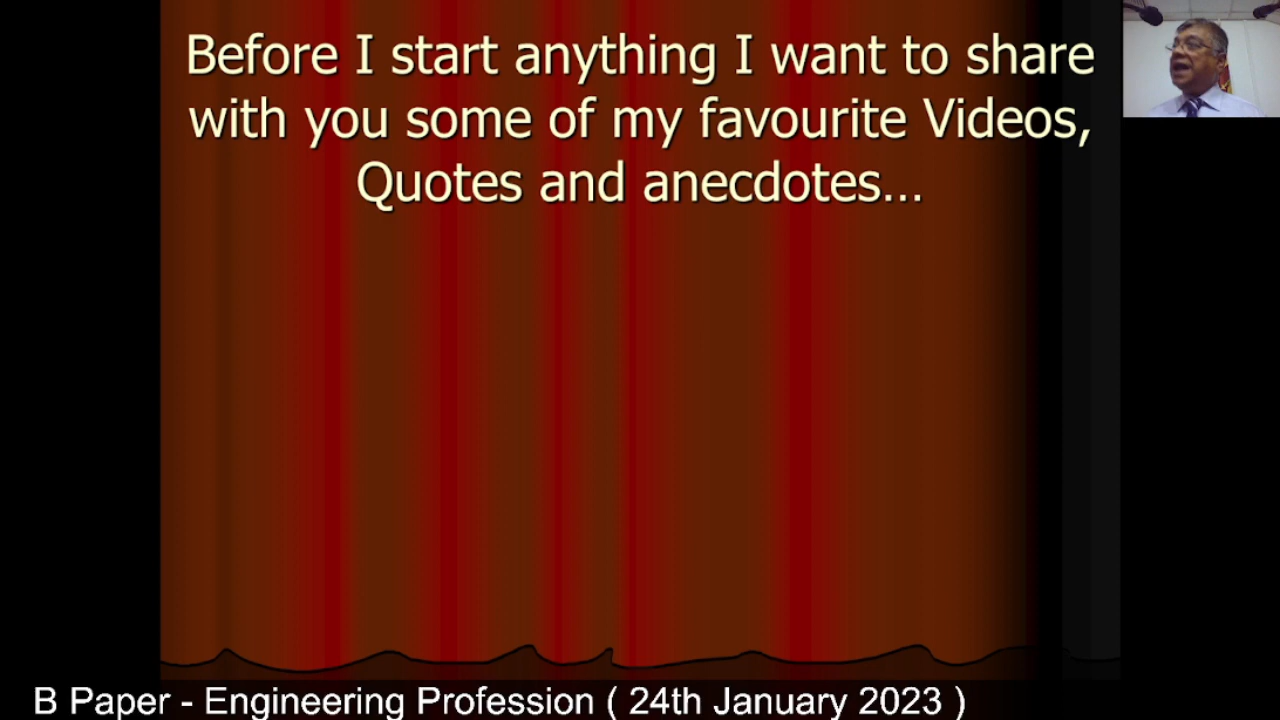 Before I start anything I want to share
with you some of my favourite Videos,
Quotes and anecdotes...
B Paper - Engineering Profession ( 24th January 2023 )